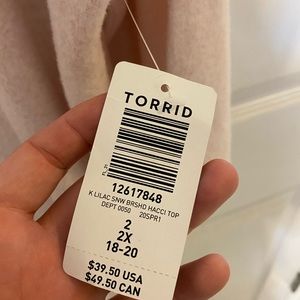 TORRID
12617848
K LILAC SNW BRSHD HACCI TOP
DEPT 0050 20SPR1
2
2X
18-20
$39.50 USA
$49.50 CAN